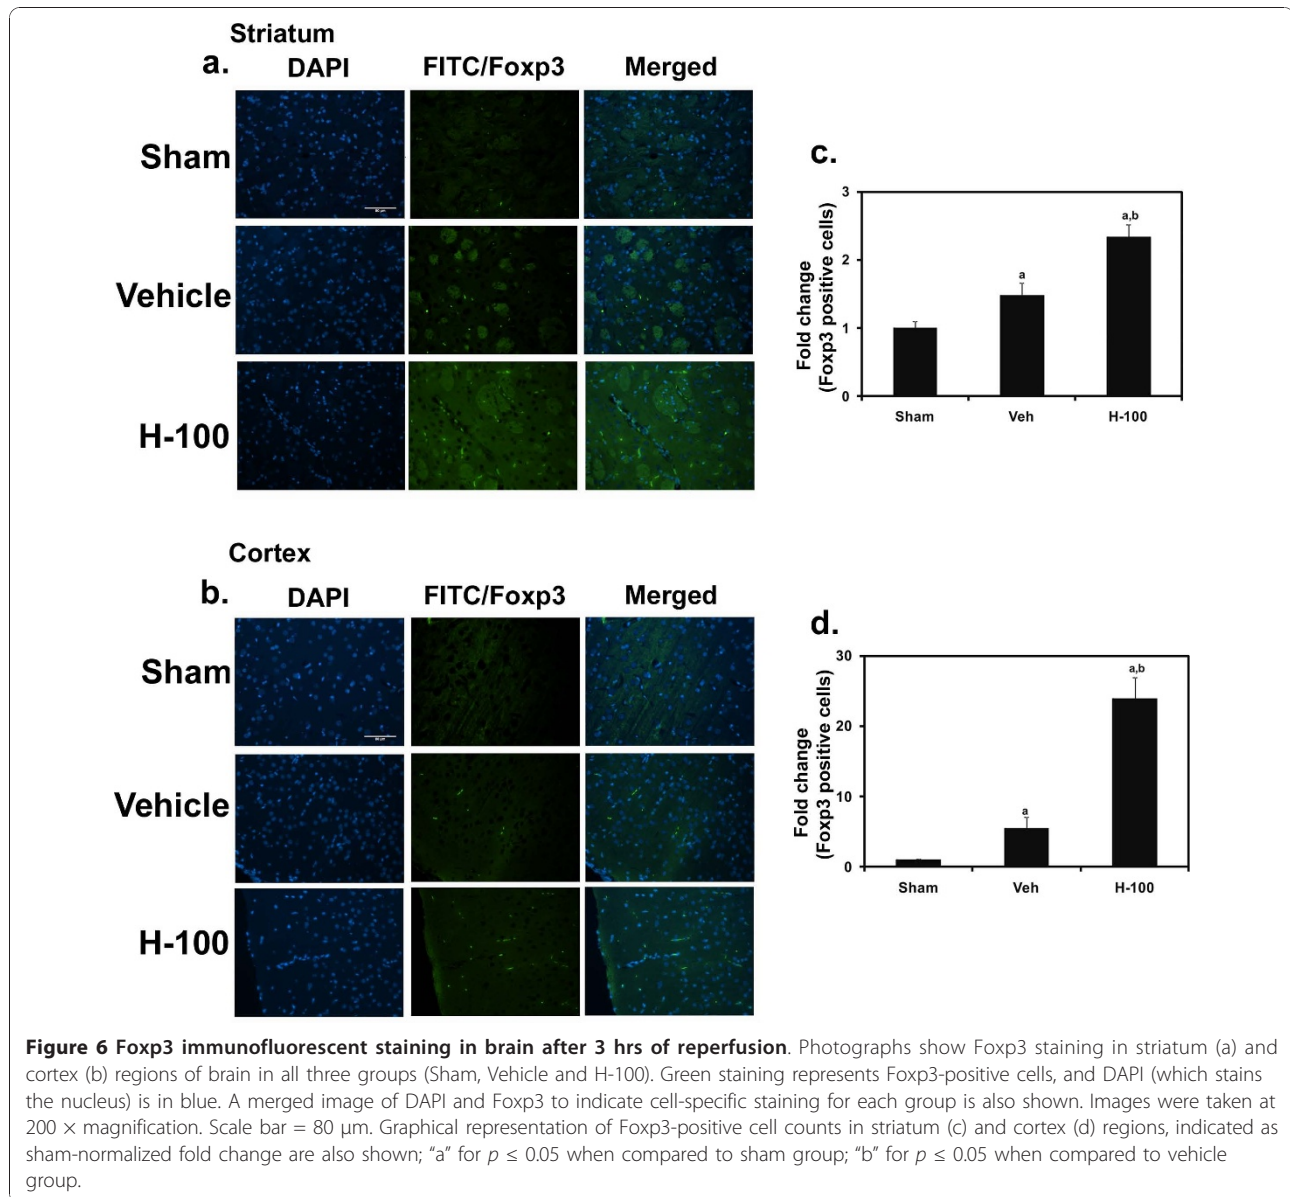 Striatum
a. DAPI FITC/Foxp3 Merged
Sham
Vehicle
H-100
c.
Fold change
(Foxp3 positive cells)
3
2
1
0
a
a,b
Sham Veh H-100
Cortex
b. DAPI FITC/Foxp3 Merged
Sham
Vehicle
H-100
d.
Fold change
(Foxp3 positive cells)
30
20
10
0
a
a,b
Sham Veh H-100
Figure 6 Foxp3 immunofluorescent staining in brain after 3 hrs of reperfusion. Photographs show Foxp3 staining in striatum (a) and
cortex (b) regions of brain in all three groups (Sham, Vehicle and H-100). Green staining represents Foxp3-positive cells, and DAPI (which stains
the nucleus) is in blue. A merged image of DAPI and Foxp3 to indicate cell-specific staining for each group is also shown. Images were taken at
200 × magnification. Scale bar = 80 μm. Graphical representation of Foxp3-positive cell counts in striatum (c) and cortex (d) regions, indicated as
sham-normalized fold change are also shown; “a” for p ≤ 0.05 when compared to sham group; “b” for p ≤ 0.05 when compared to vehicle
group.